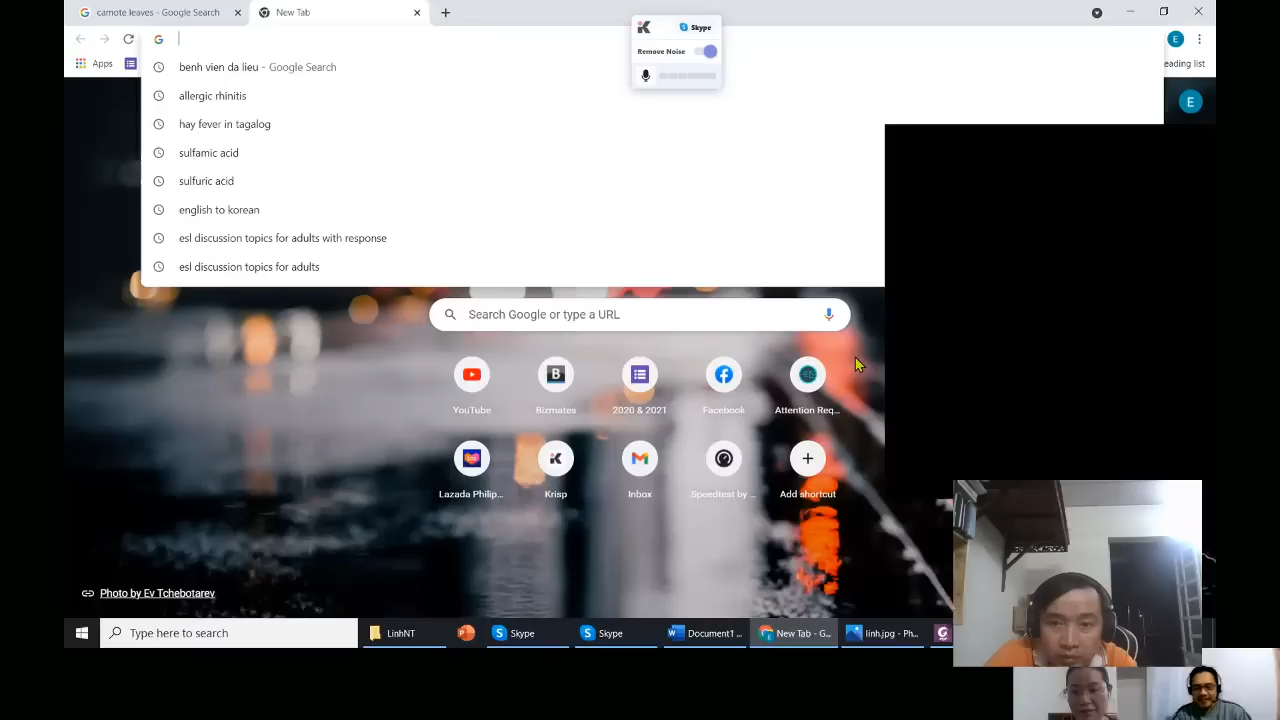 camote leaves - Google Search
New Tab
Skype
Remove Noise
Apps
eading list
E
E
benh vien da lieu - Google Search
allergic rhinitis
hay fever in tagalog
sulfamic acid
sulfuric acid
english to korean
esl discussion topics for adults with response
esl discussion topics for adults
Search Google or type a URL
YouTube
Bizmates
2020 & 2021
Facebook
Attention Req...
Lazada Philip...
Krisp
Inbox
Speedtest by ...
Add shortcut
Photo by Ev Tchebotarev
Type here to search
LinhNT
Skype
Skype
Document1 ...
New Tab - G...
linh.jpg - Ph...